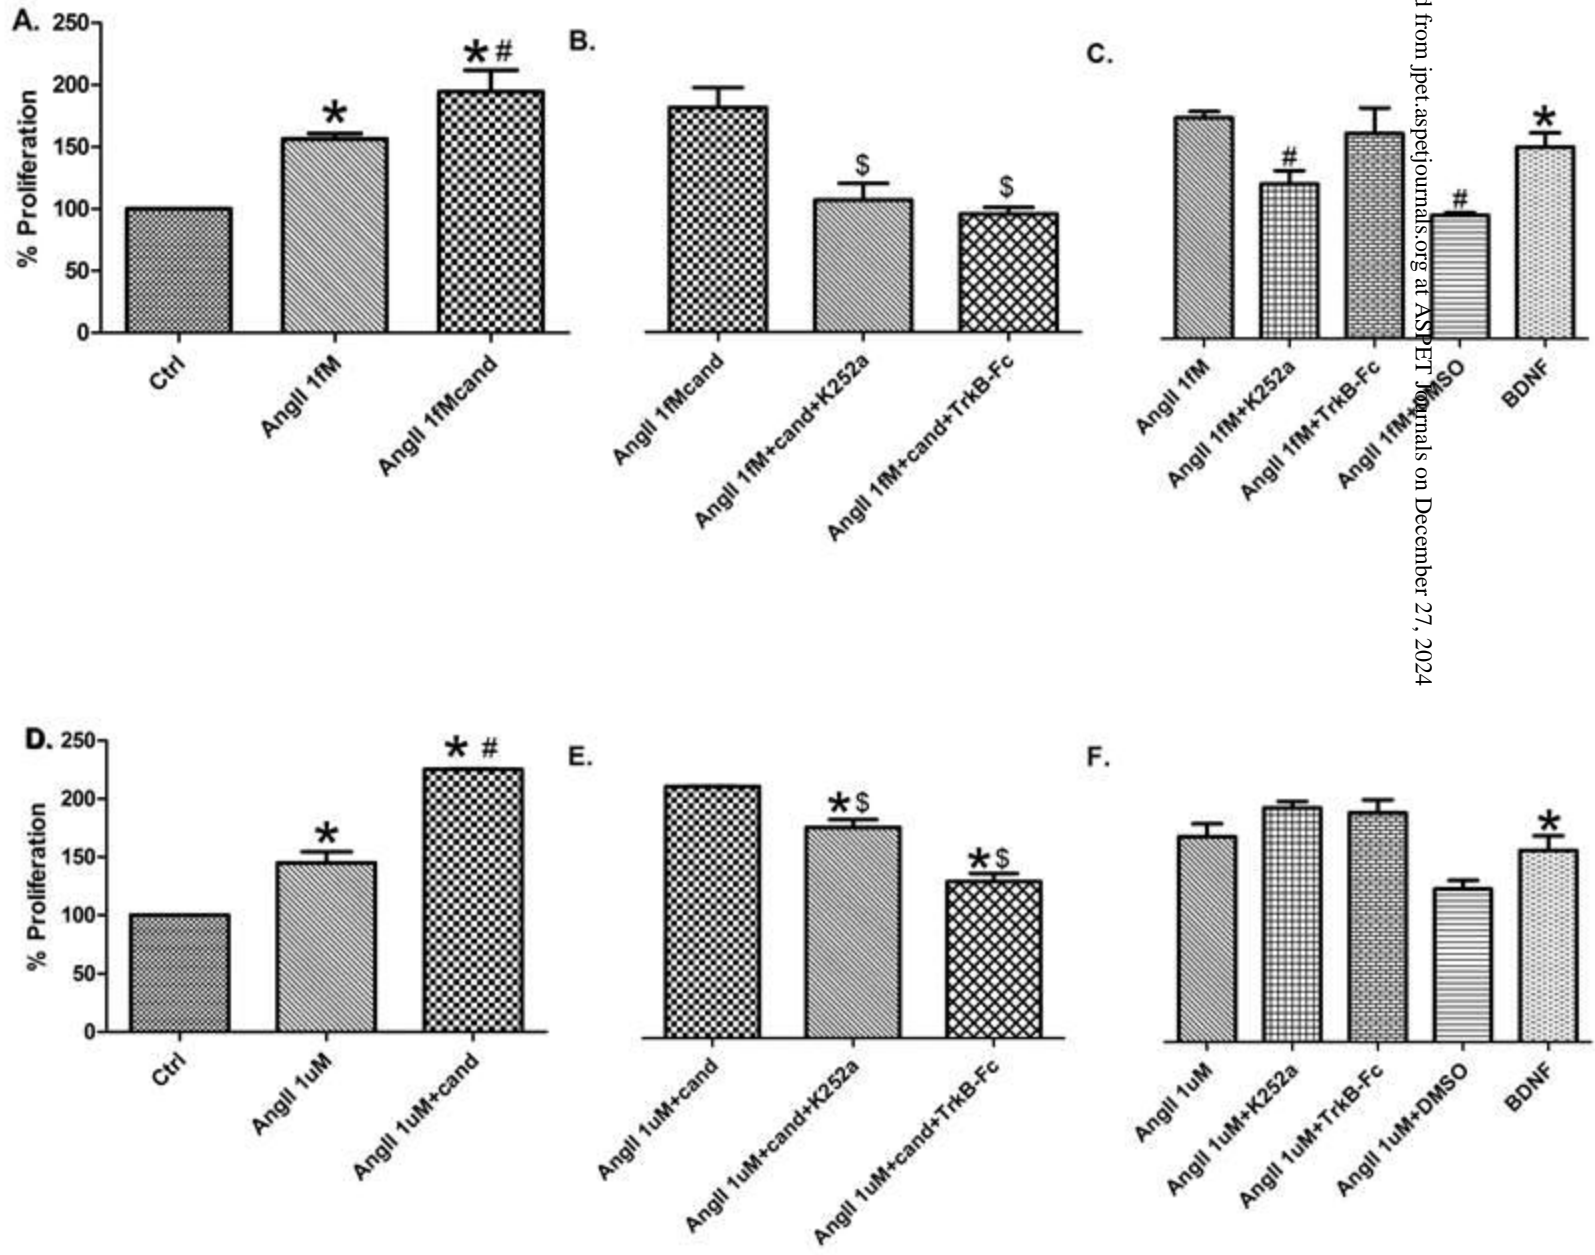 A.
250
200
150
100
50
0
% Proliferation
*
* #
Ctrl
AngII 1fM
AngII 1fMcand
B.
$
$
AngII 1fMcand
AngII 1fM+cand+K252a
AngII 1fM+cand+TrkB-Fc
C.
#
#
*
AngII 1fM
AngII 1fM+K252a
AngII 1fM+TrkB-Fc
AngII 1fM+DMSO
BDNF
d from jpet.aspetjournals.org at ASPET Journals on December 27, 2024
D.
250
200
150
100
50
0
% Proliferation
*
* #
Ctrl
AngII 1uM
AngII 1uM+cand
E.
*$
*$
AngII 1uM+cand
AngII 1uM+cand+K252a
AngII 1uM+cand+TrkB-Fc
F.
*
AngII 1uM
AngII 1uM+K252a
AngII 1uM+TrkB-Fc
AngII 1uM+DMSO
BDNF